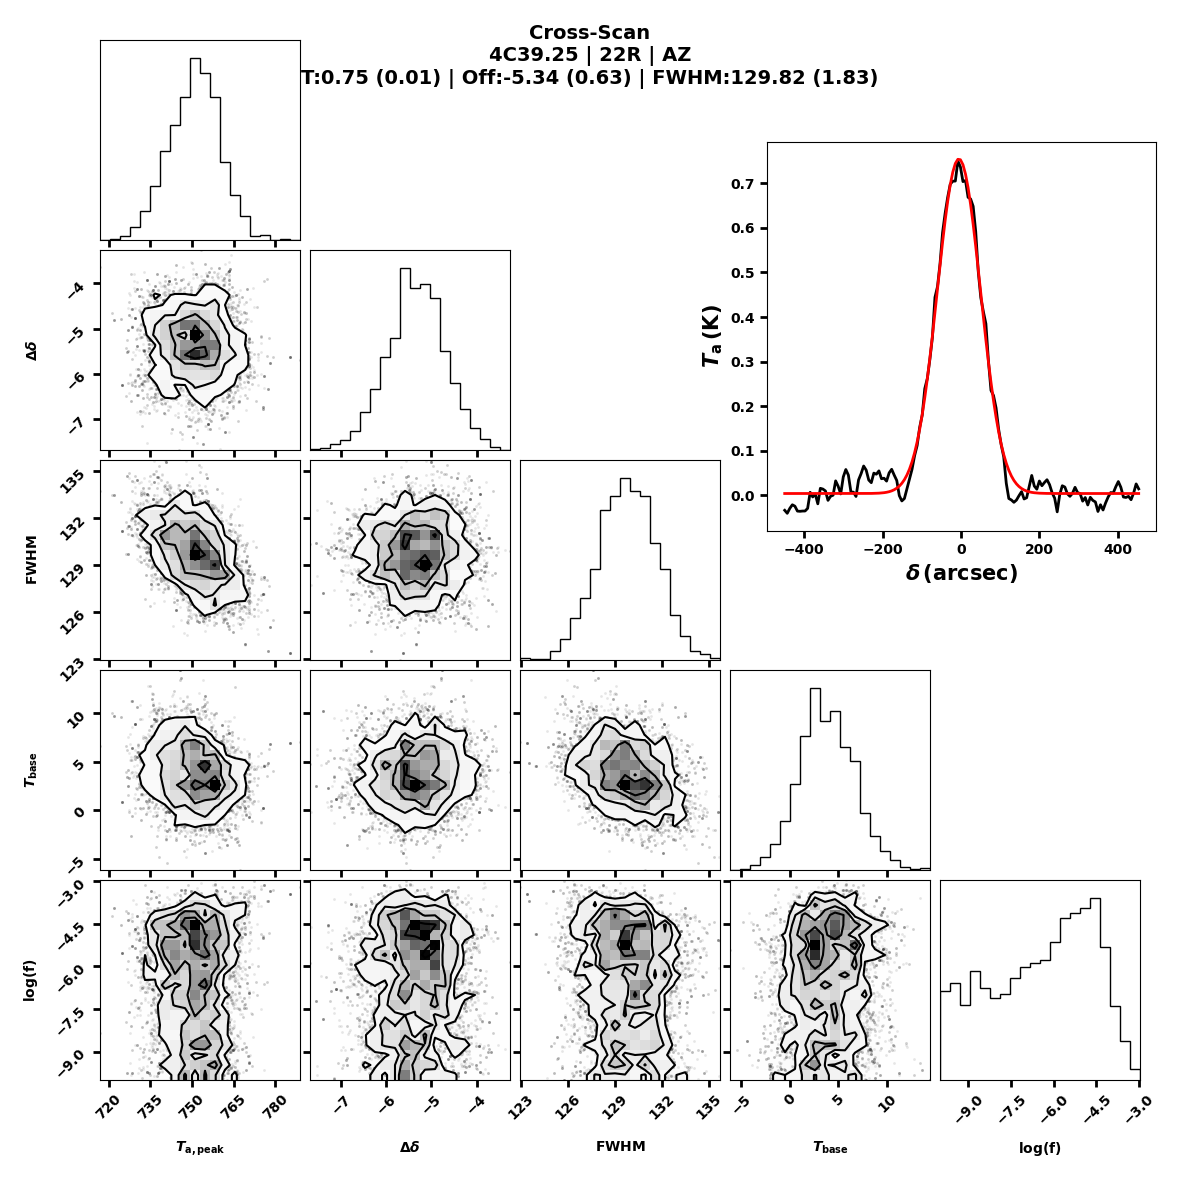 Cross-Scan
4C39.25 | 22R | AZ
T:0.75 (0.01) | Off:-5.34 (0.63) | FWHM:129.82 (1.83)
0.7
0.6
0.5
0.4
0.3
0.2
0.1
0.0
Ta (K)
−400 −200 0 200 400
δ (arcsec)
−4
−5
−6
−7
Δδ
135
132
129
126
123
FWHM
10
5
0
−5
Tbase
−3.0
−4.5
−6.0
−7.5
−9.0
log(f)
720 735 750 765 780
−7 −6 −5 −4
123 126 129 132 135
−5 0 5 10
−9.0 −7.5 −6.0 −4.5 −3.0
Ta,peak Δδ FWHM Tbase log(f)